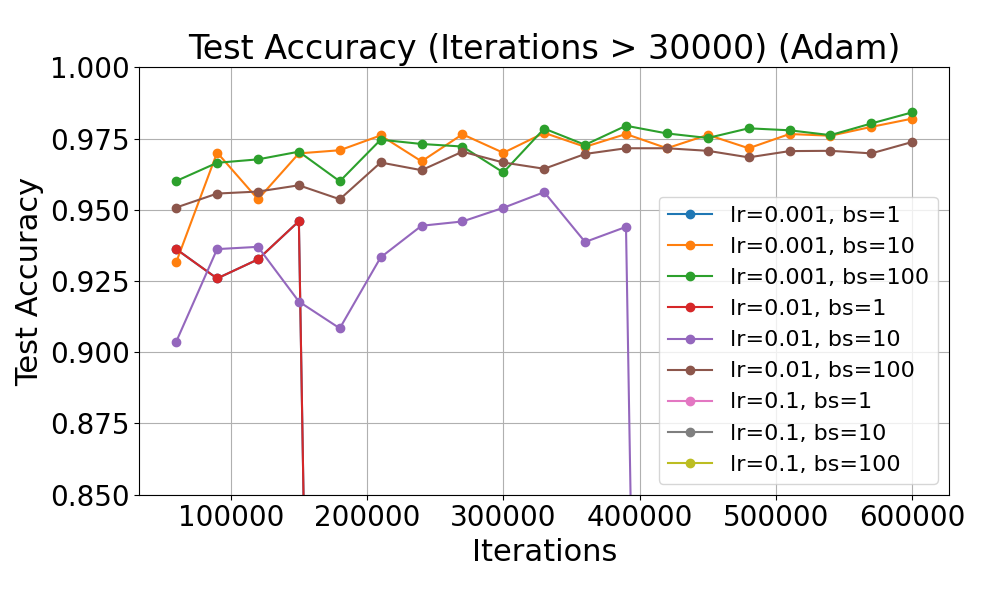 Test Accuracy (Iterations > 30000) (Adam)
1.000
0.975
0.950
0.925
0.900
0.875
0.850
Test Accuracy
lr=0.001, bs=1
lr=0.001, bs=10
lr=0.001, bs=100
lr=0.01, bs=1
lr=0.01, bs=10
lr=0.01, bs=100
lr=0.1, bs=1
lr=0.1, bs=10
lr=0.1, bs=100
100000 200000 300000 400000 500000 600000
Iterations